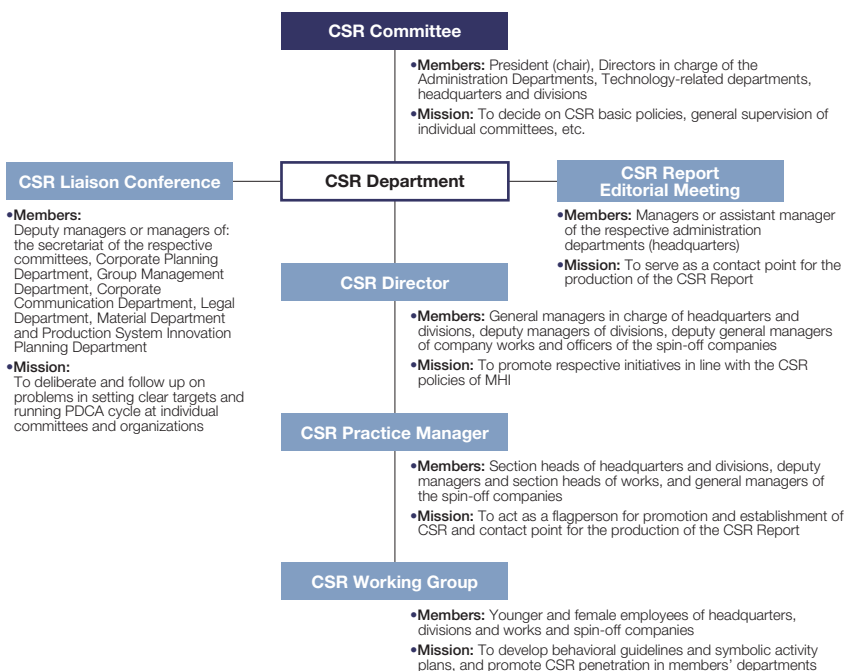 CSR Committee
•Members: President (chair), Directors in charge of the
Administration Departments, Technology-related departments,
headquarters and divisions
•Mission: To decide on CSR basic policies, general supervision of
individual committees, etc.
CSR Liaison Conference
•Members:
Deputy managers or managers of:
the secretariat of the respective
committees, Corporate Planning
Department, Group Management
Department, Corporate
Communication Department, Legal
Department, Material Department
and Production System Innovation
Planning Department
•Mission:
To deliberate and follow up on
problems in setting clear targets and
running PDCA cycle at individual
committees and organizations
CSR Department
CSR Report
Editorial Meeting
•Members: Managers or assistant manager
of the respective administration
departments (headquarters)
•Mission: To serve as a contact point for the
production of the CSR Report
CSR Director
•Members: General managers in charge of headquarters and
divisions, deputy managers of divisions, deputy general managers
of company works and officers of the spin-off companies
•Mission: To promote respective initiatives in line with the CSR
policies of MHI
CSR Practice Manager
•Members: Section heads of headquarters and divisions, deputy
managers and section heads of works, and general managers of
the spin-off companies
•Mission: To act as a flagperson for promotion and establishment of
CSR and contact point for the production of the CSR Report
CSR Working Group
•Members: Younger and female employees of headquarters,
divisions and works and spin-off companies
•Mission: To develop behavioral guidelines and symbolic activity
plans, and promote CSR penetration in members' departments